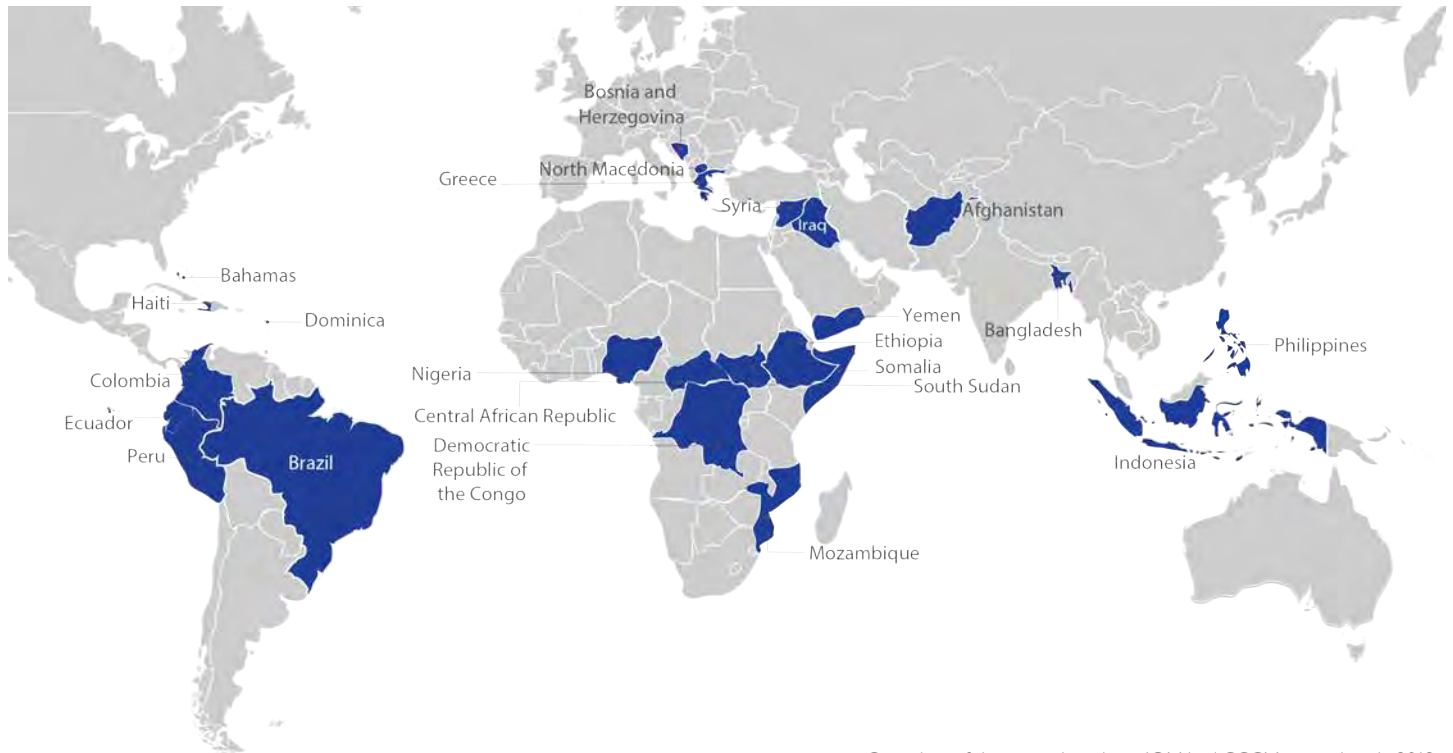 Bosnia and
Herzegovina
North Macedonia
Greece
Syria
Iraq
Afghanistan
Bahamas
Haiti
Dominica
Yemen
Ethiopia
Somalia
South Sudan
Bangladesh
Philippines
Colombia
Ecuador
Peru
Brazil
Nigeria
Central African Republic
Democratic
Republic of
the Congo
Indonesia
Mozambique